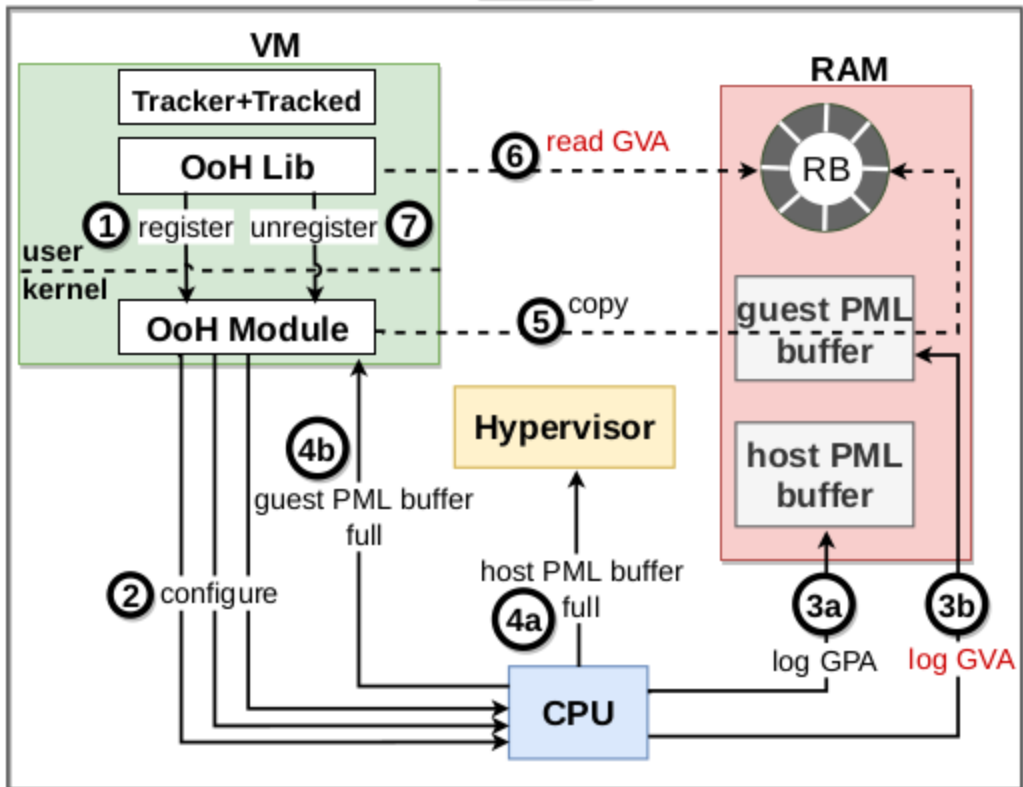 VM
RAM
Tracker+Tracked
OoH Lib
6 read GVA
RB
1 register
unregister 7
user
kernel
OoH Module
5 copy
guest PML
buffer
Hypervisor
host PML
buffer
4b
guest PML buffer
full
2 configure
host PML buffer
full
4a
3a
3b
log GPA
log GVA
CPU